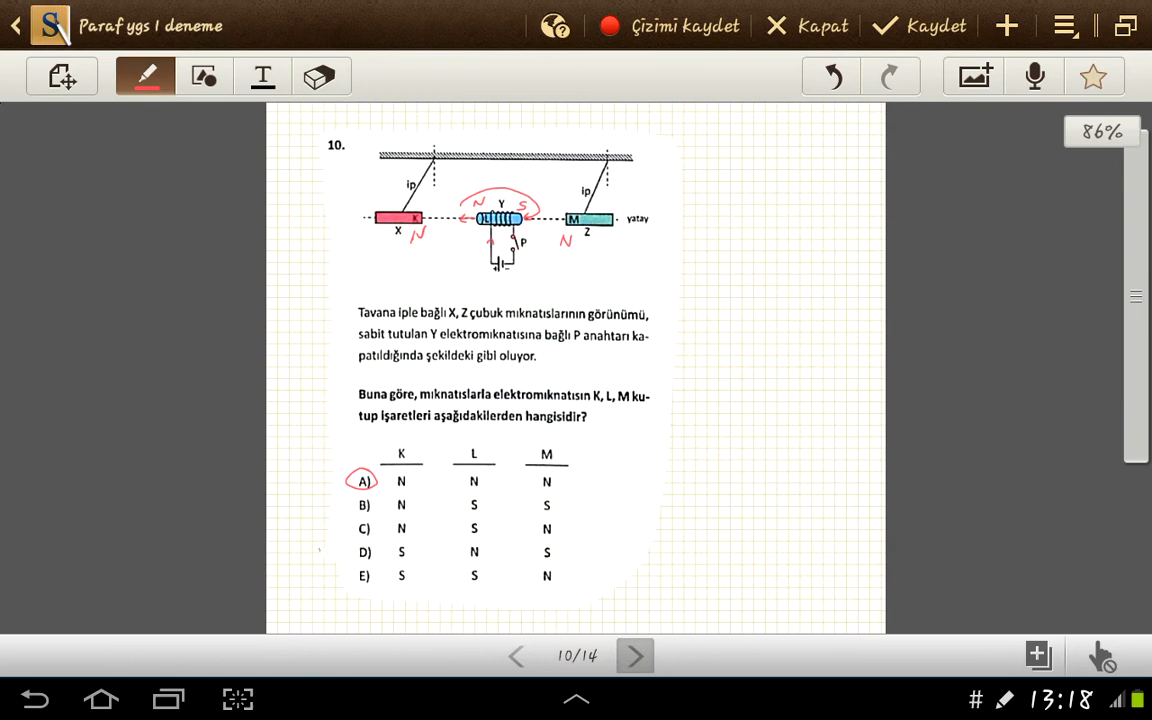 S
Paraf ygs 1 deneme
Çizimi kaydet
Kapat
Kaydet
T
86%
10.
ip
ip
N
Y
S
K
L
M
yatay
X
N
N
P
Z
+
-
Tavana iple bağlı X, Z çubuk mıknatıslarının görünümü,
sabit tutulan Y elektromıknatısına bağlı P anahtarı ka-
patıldığında şekildeki gibi oluyor.
Buna göre, mıknatıslarla elektromıknatısın K, L, M ku-
tup işaretleri aşağıdakilerden hangisidir?
K L M
A) N N N
B) N S S
C) N S N
D) S N S
E) S S N
10/14
#
13:18